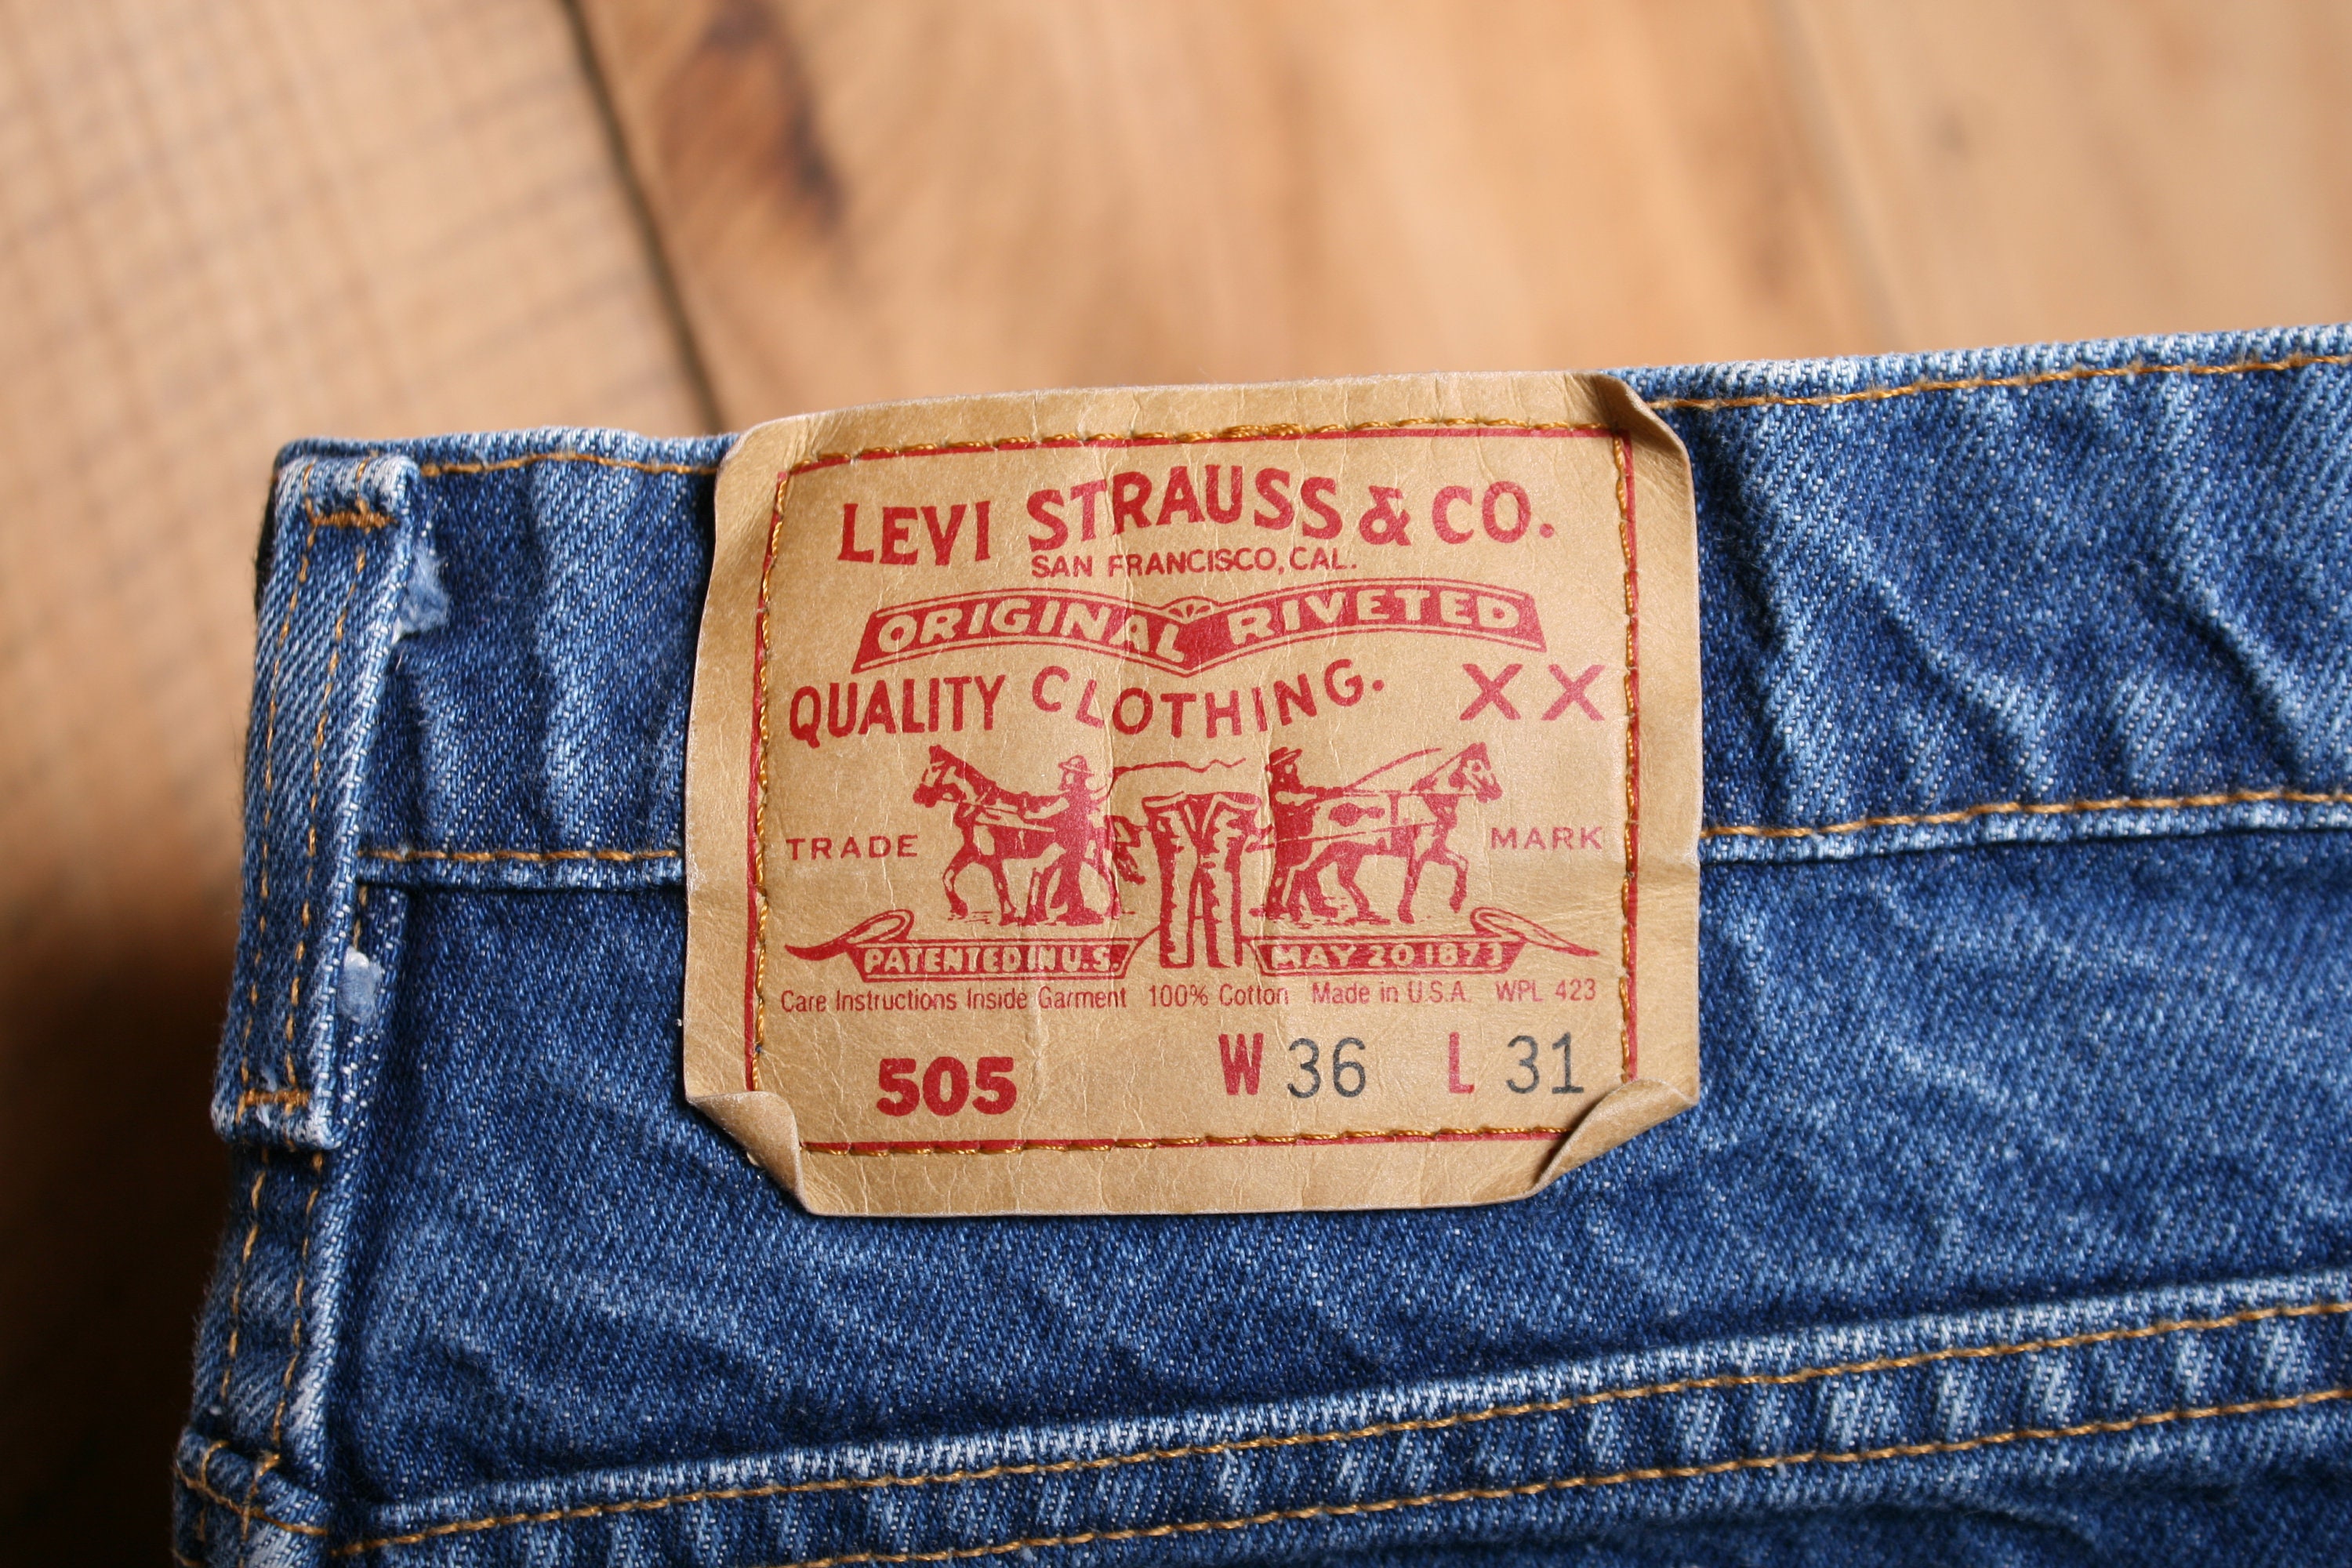 LEVI STRAUSS & CO.
SAN FRANCISCO, CAL.
ORIGINAL RIVETED
QUALITY CLOTHING. XX
TRADE MARK
PATENTED IN U.S. MAY 20 1873
Care Instructions Inside Garment 100% Cotton Made in U.S.A. WPL 423
505 W 36 L 31